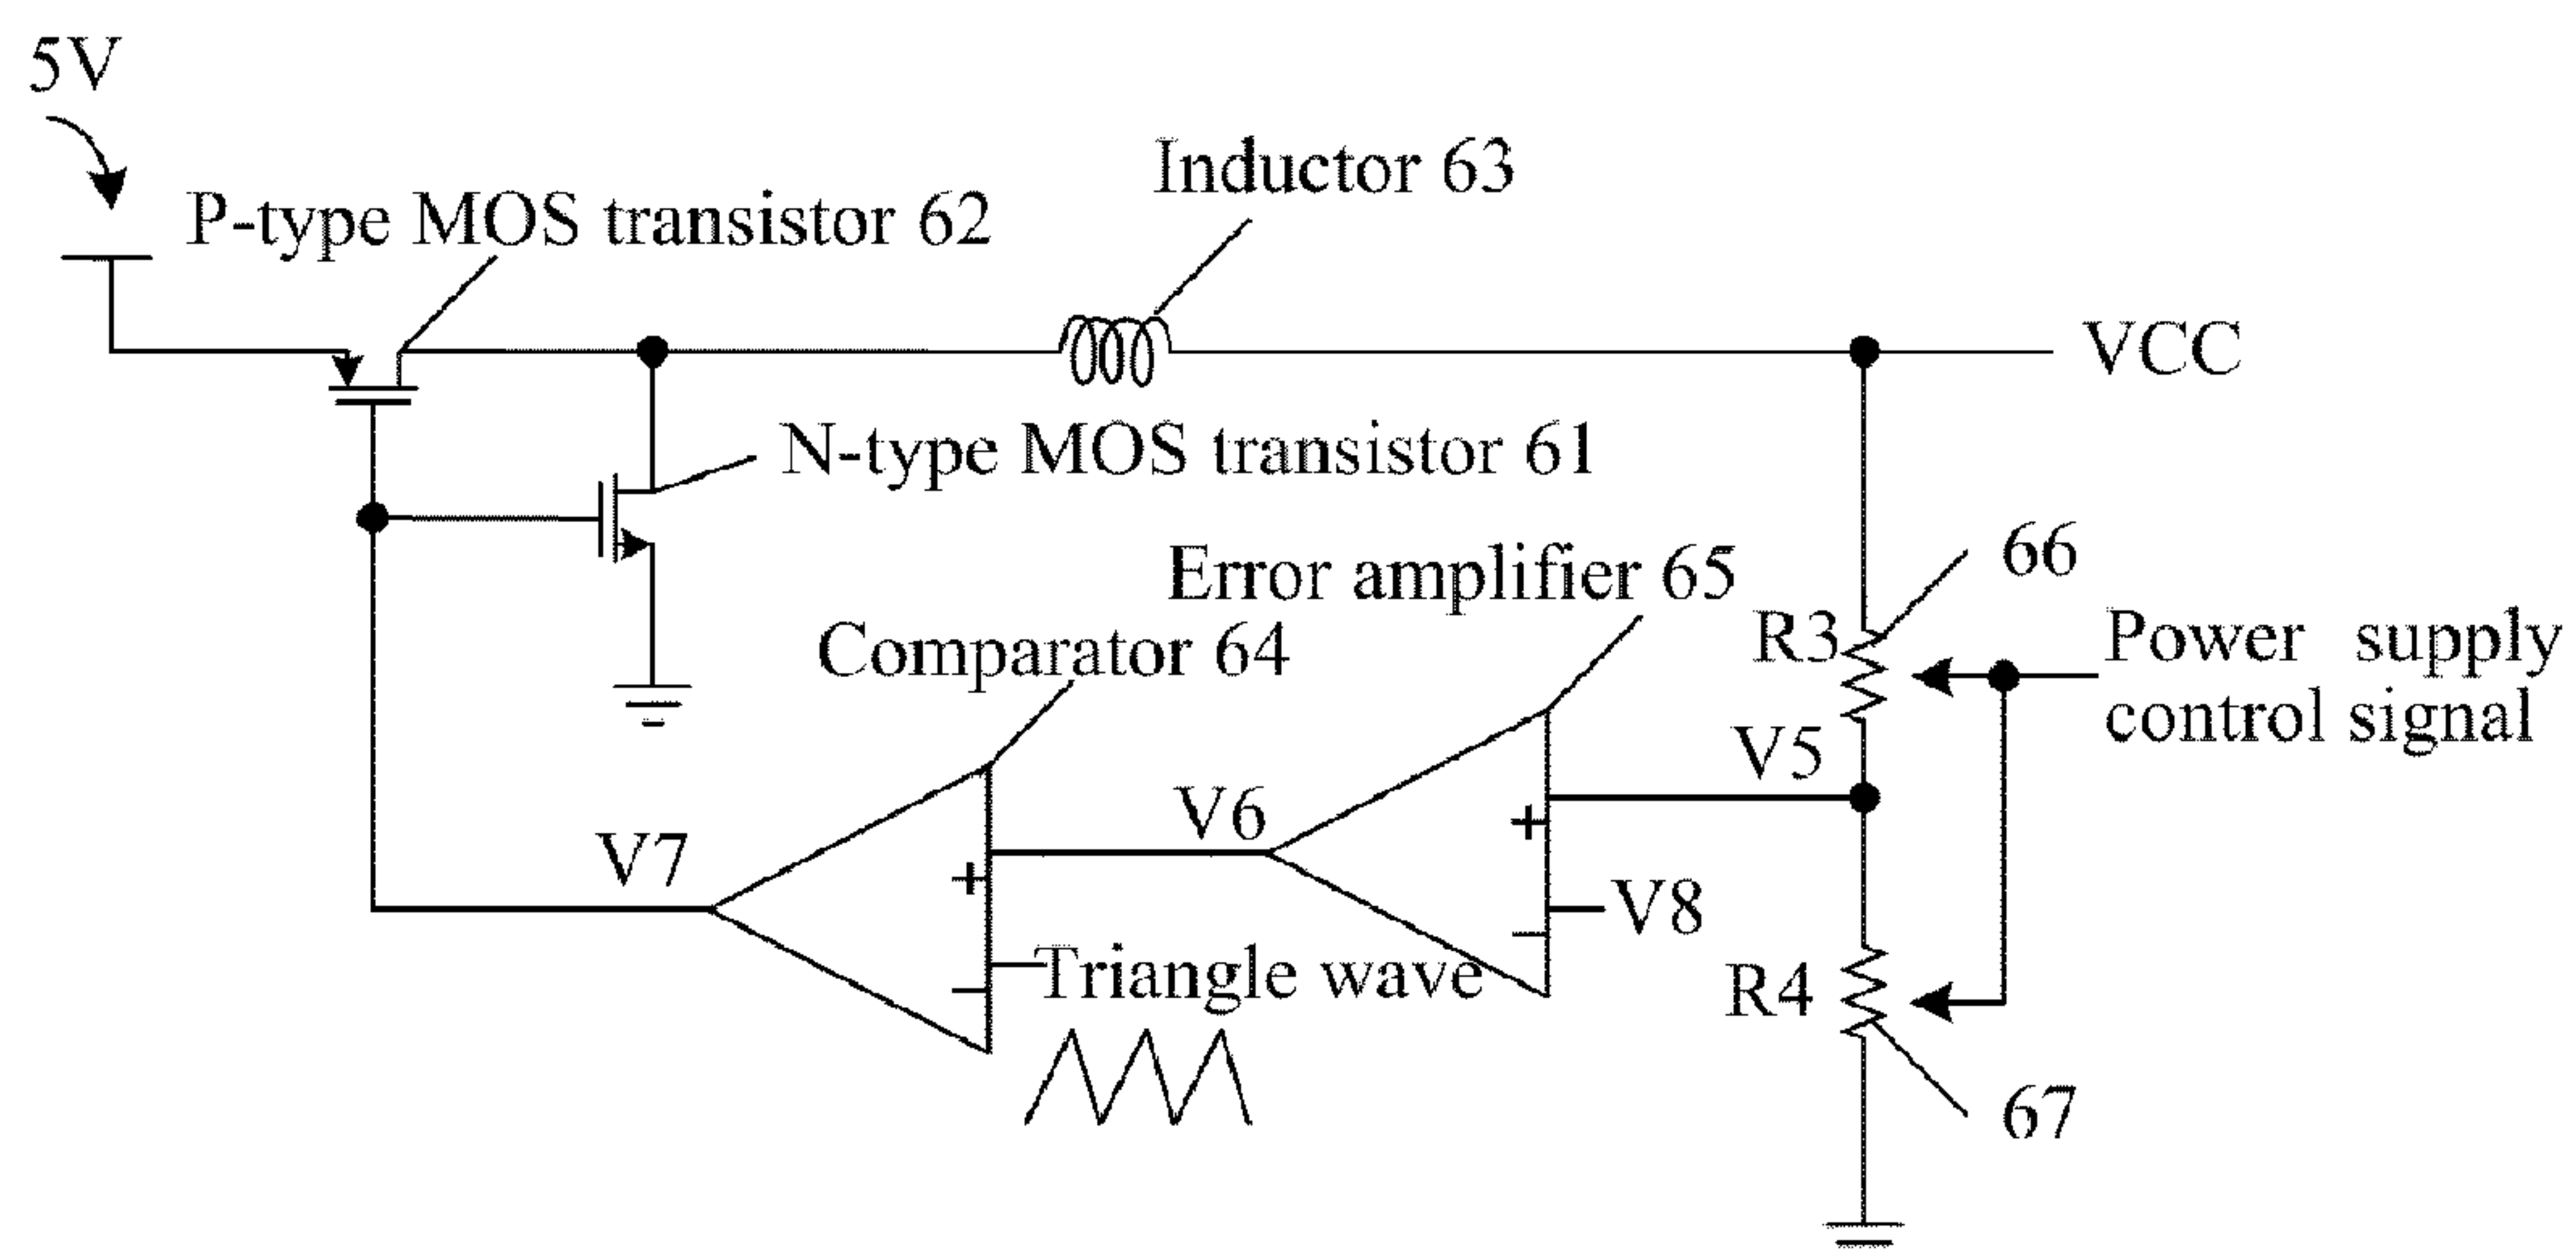 5V
P-type MOS transistor 62
Inductor 63
VCC
N-type MOS transistor 61
Error amplifier 65
66
Comparator 64
R3
Power supply
control signal
V5
V6
V7
+
+
V8
−
Triangle wave
−
R4
67